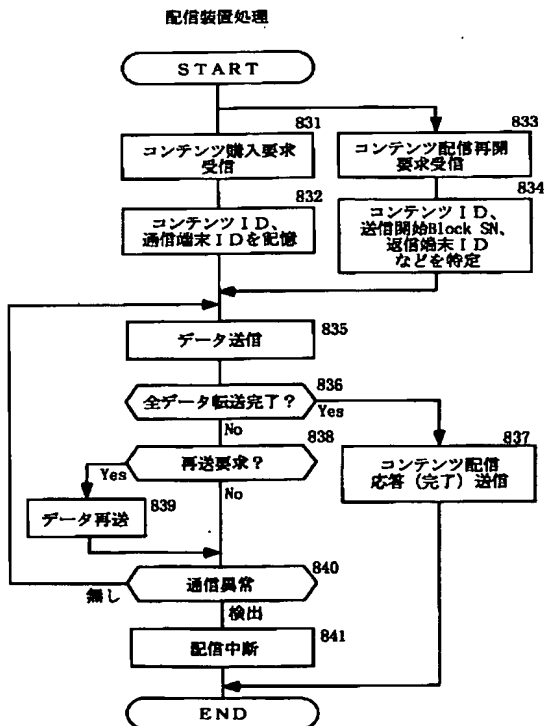 配信装置処理
START
831
コンテンツ購入要求
受信
833
コンテンツ配信再開
要求受信
832
コンテンツID、
通信端末IDを記憶
834
コンテンツID、
送信開始Block SN、
返信端末ID
などを特定
835
データ送信
836
全データ転送完了?
Yes
No
838
再送要求?
Yes
No
837
コンテンツ配信
応答(完了)送信
839
データ再送
840
通信異常
無し
検出
841
配信中断
END